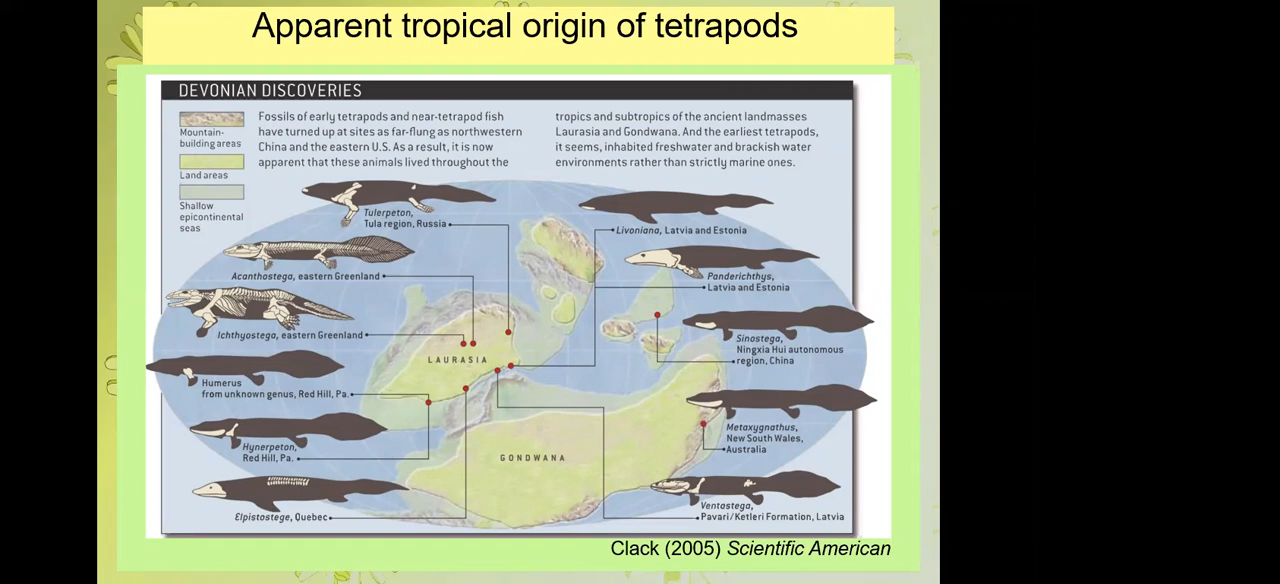 Apparent tropical origin of tetrapods
DEVONIAN DISCOVERIES
Mountain-
building areas
Land areas
Shallow
epicontinental
seas
Fossils of early tetrapods and near-tetrapod fish
have turned up at sites as far-flung as northwestern
China and the eastern U.S. As a result, it is now
apparent that these animals lived throughout the
tropics and subtropics of the ancient landmasses
Laurasia and Gondwana. And the earliest tetrapods,
it seems, inhabited freshwater and brackish water
environments rather than strictly marine ones.
Tulerpeton,
Tula region, Russia
Livoniana, Latvia and Estonia
Acanthostega, eastern Greenland
Panderichthys,
Latvia and Estonia
Ichthyostega, eastern Greenland
Sinostega,
Ningxia Hui autonomous
region, China
LAURASIA
Humerus
from unknown genus, Red Hill, Pa.
Hynerpeton,
Red Hill, Pa.
Metaxygnathus,
New South Wales,
Australia
GONDWANA
Elpistostege, Quebec
Ventastega,
Pavari/Ketleri Formation, Latvia
Clack (2005) Scientific American